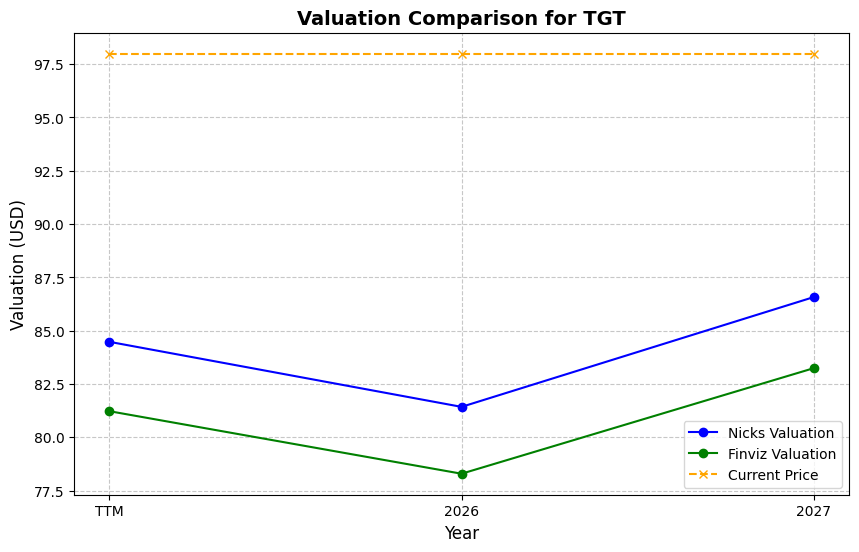 Valuation Comparison for TGT
Valuation (USD)
97.5
95.0
92.5
90.0
87.5
85.0
82.5
80.0
77.5
Nicks Valuation
Finviz Valuation
Current Price
TTM
2026
2027
Year